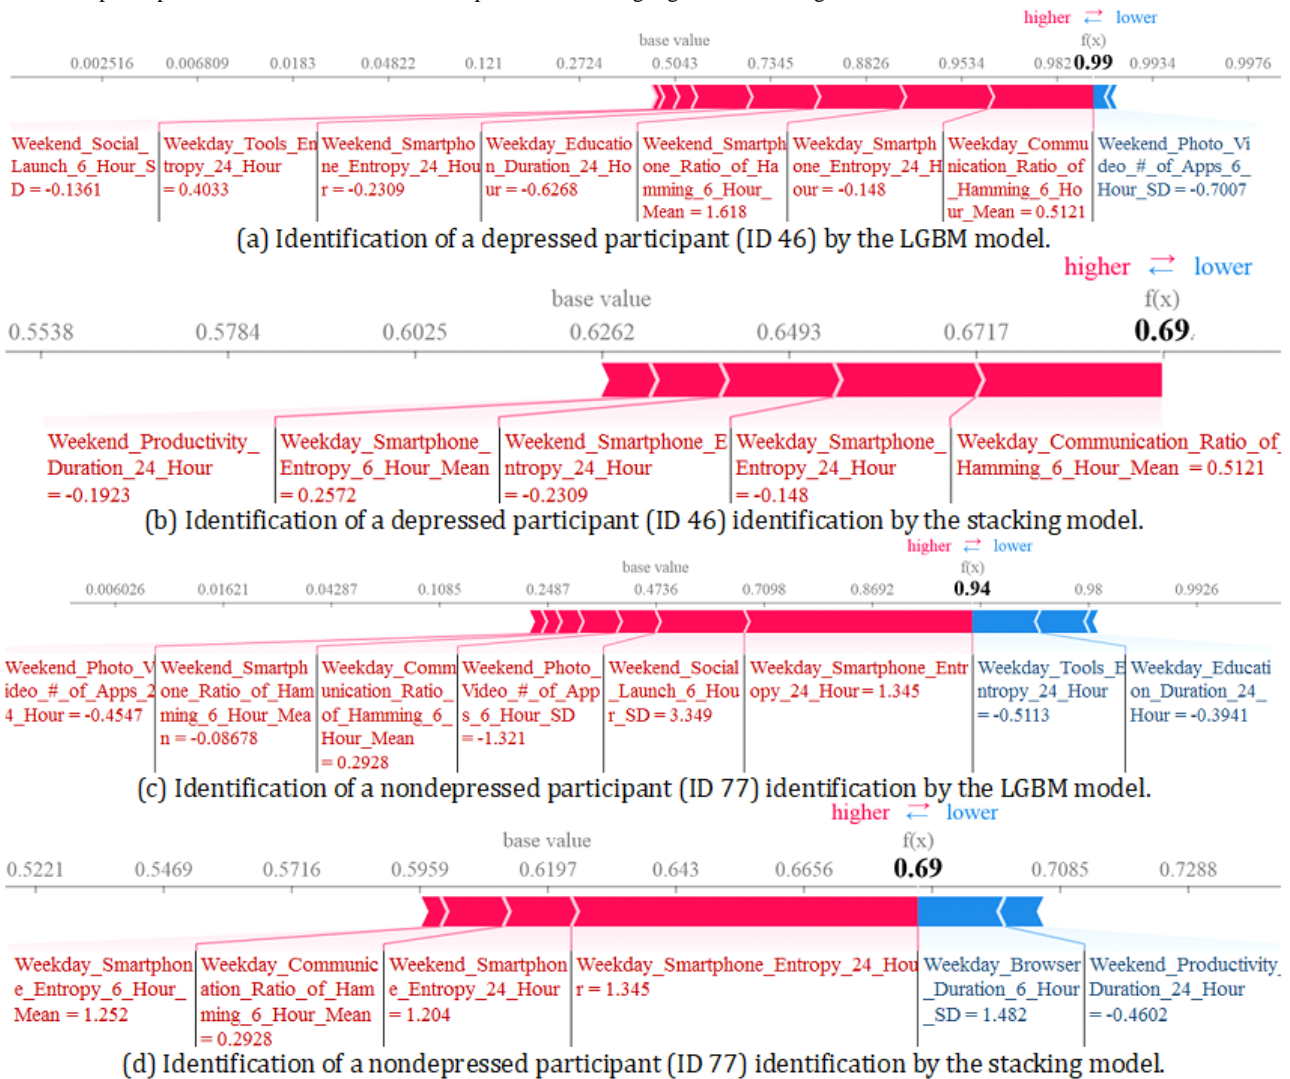 higher lower
base value f(x)
0.002516 0.006809 0.0183 0.04822 0.121 0.2724 0.5043 0.7345 0.8826 0.9534 0.982 0.99 0.9934 0.9976
Weekend_Social_ Weekday_Tools_En Weekend_Smartpho Weekday_Educatio Weekend_Smartph Weekday_Smartph Weekday_Commu Weekend_Photo_Vi
Launch_6_Hour_S tropy_24_Hour ne_Entropy_24_Hou n_Duration_24_Ho one_Ratio_of_Ha one_Entropy_24_H nication_Ratio_of deo_#_of_Apps_6_
D = -0.1361 = 0.4033 r = -0.2309 ur = -0.6268 mming_6_Hour_ our = -0.148 _Hamming_6_Ho Hour_SD = -0.7007
Mean = 1.618 ur_Mean = 0.5121
(a) Identification of a depressed participant (ID 46) by the LGBM model.
higher lower
base value f(x)
0.5538 0.5784 0.6025 0.6262 0.6493 0.6717 0.69
Weekend_Productivity_ Weekday_Smartphone_ Weekend_Smartphone_E Weekday_Smartphone_ Weekday_Communication_Ratio_of_
Duration_24_Hour Entropy_6_Hour_Mean ntropy_24_Hour Entropy_24_Hour Hamming_6_Hour_Mean = 0.5121
= -0.1923 = 0.2572 = -0.2309 = -0.148
(b) Identification of a depressed participant (ID 46) identification by the stacking model.
higher lower
base value f(x)
0.006026 0.01621 0.04287 0.1085 0.2487 0.4736 0.7098 0.8692 0.94 0.98 0.9926
Weekend_Photo_V Weekend_Smartph Weekday_Comm Weekend_Photo_ Weekend_Social Weekday_Smartphone_Entr Weekday_Tools_E Weekday_Educati
ideo_#_of_Apps_2 one_Ratio_of_Ham unication_Ratio_ Video_#_of_App _Launch_6_Hou opy_24_Hour = 1.345 ntropy_24_Hour on_Duration_24_
4_Hour = -0.4547 ming_6_Hour_Mea of_Hamming_6_ s_6_Hour_SD r_SD = 3.349 = -0.5113 Hour = -0.3941
n = -0.08678 Hour_Mean = -1.321
= 0.2928
(c) Identification of a nondepressed participant (ID 77) identification by the LGBM model.
higher lower
base value f(x)
0.5221 0.5469 0.5716 0.5959 0.6197 0.643 0.6656 0.69 0.7085 0.7288
Weekday_Smartphon Weekday_Communic Weekend_Smartphon Weekday_Smartphone_Entropy_24_Hou Weekday_Browser Weekend_Productivity_
e_Entropy_6_Hour_ ation_Ratio_of_Ham e_Entropy_24_Hour r = 1.345 _Duration_6_Hour Duration_24_Hour
Mean = 1.252 ming_6_Hour_Mean = 1.204 _SD = 1.482 = -0.4602
= 0.2928
(d) Identification of a nondepressed participant (ID 77) identification by the stacking model.